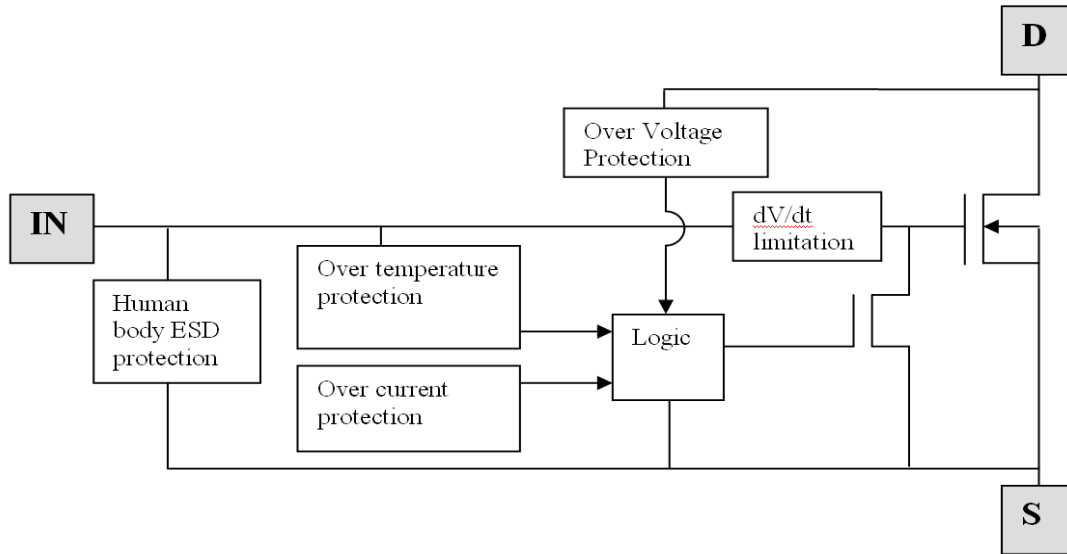 D
Over Voltage
Protection
IN
dV/dt
limitation
Over temperature
protection
Human
body ESD
protection
Logic
Over current
protection
S